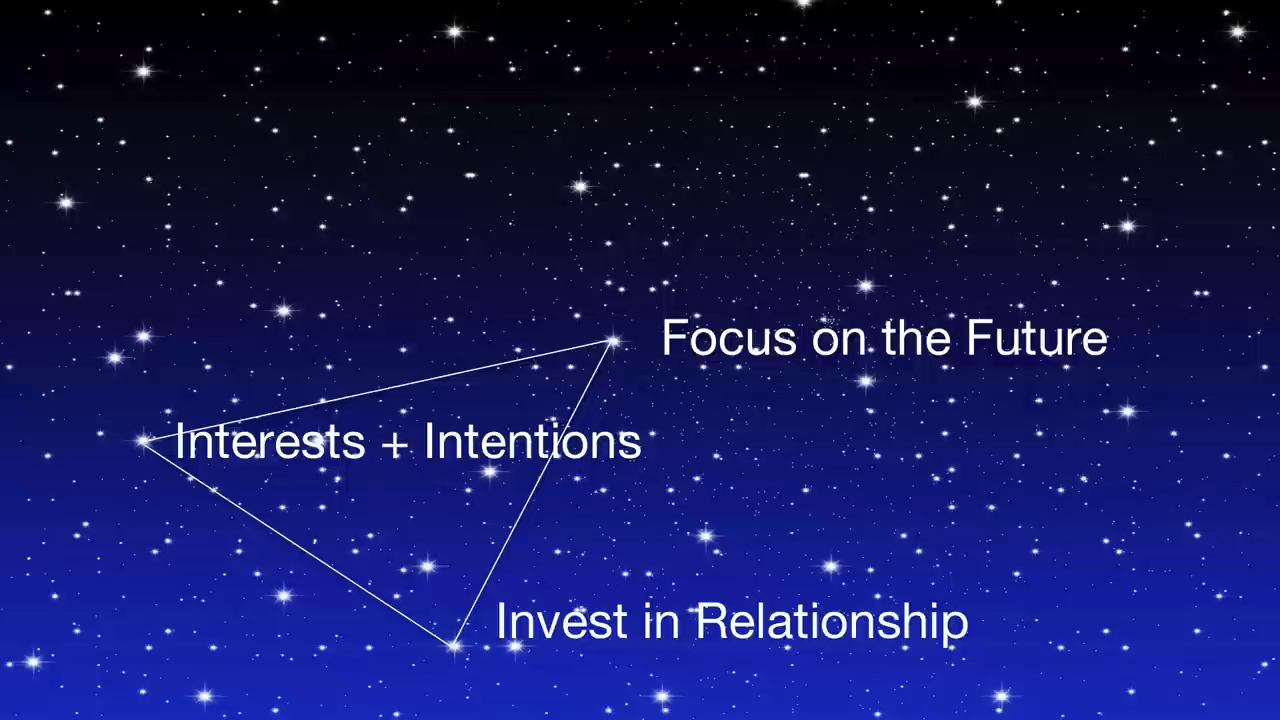 Focus on the Future
Interests + Intentions
Invest in Relationship